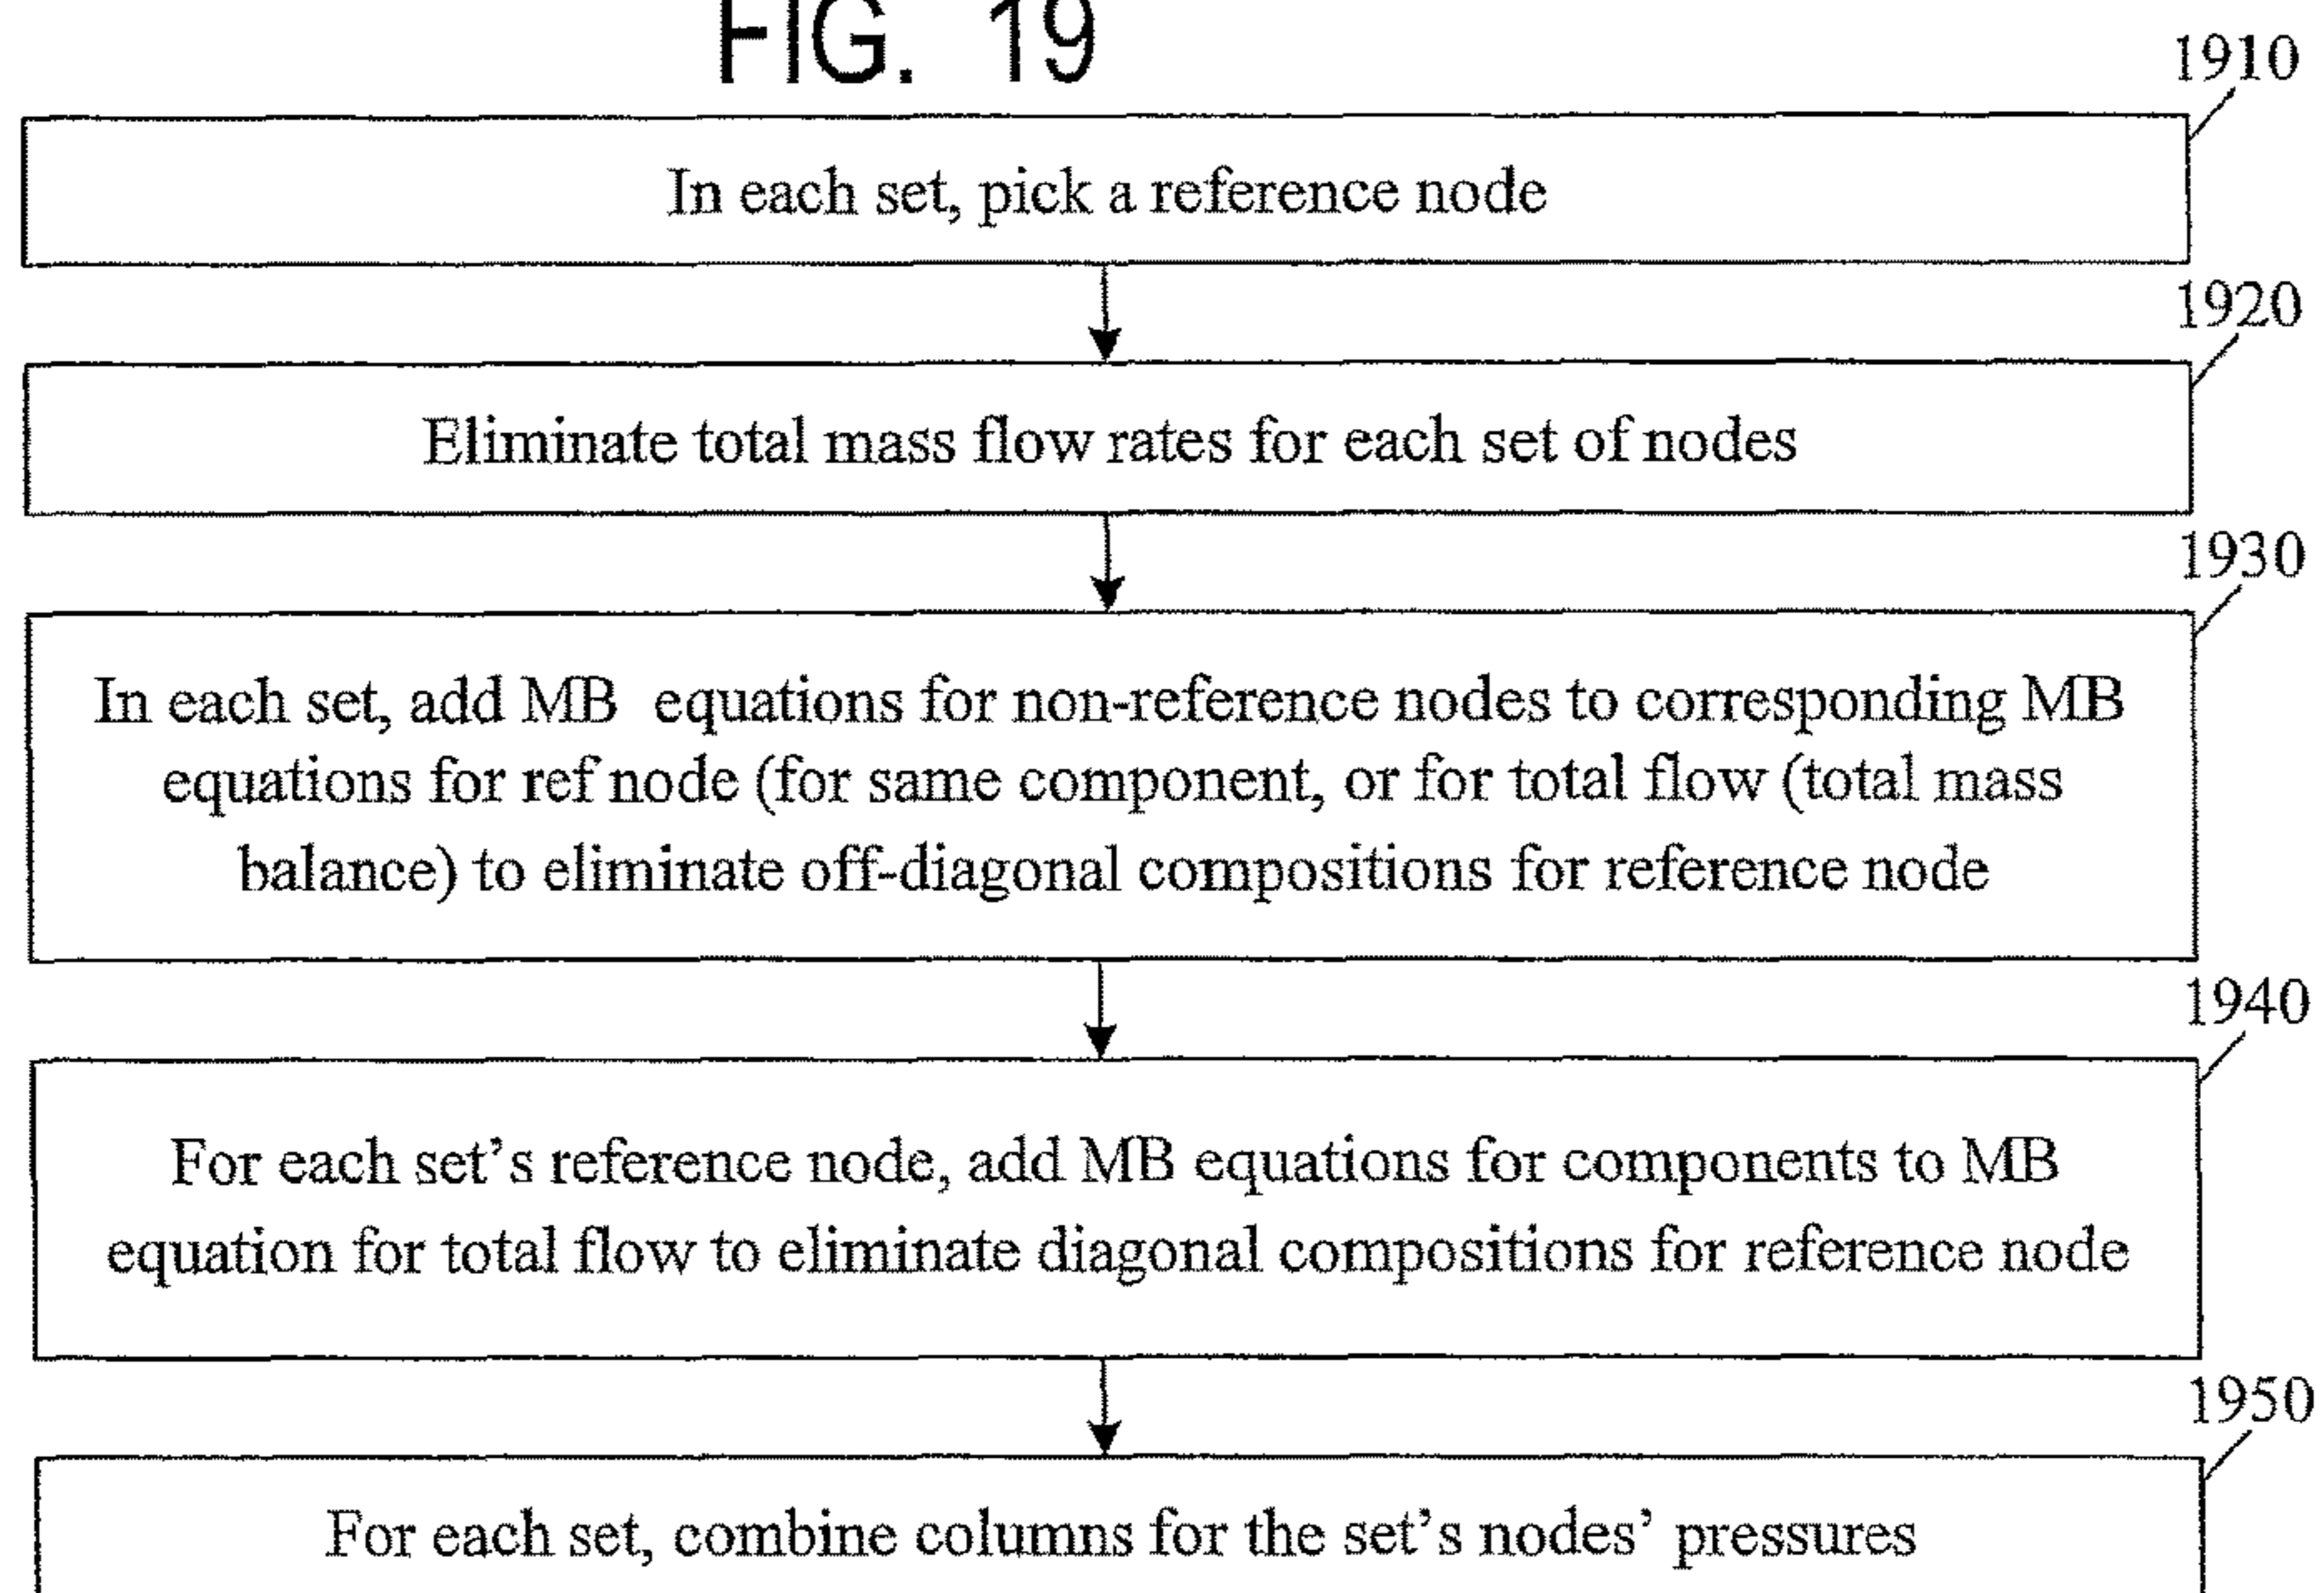 FIG. 19
1910
In each set, pick a reference node
1920
Eliminate total mass flow rates for each set of nodes
1930
In each set, add MB equations for non-reference nodes to corresponding MB
equations for ref node (for same component, or for total flow (total mass
balance) to eliminate off-diagonal compositions for reference node
1940
For each set's reference node, add MB equations for components to MB
equation for total flow to eliminate diagonal compositions for reference node
1950
For each set, combine columns for the set's nodes' pressures